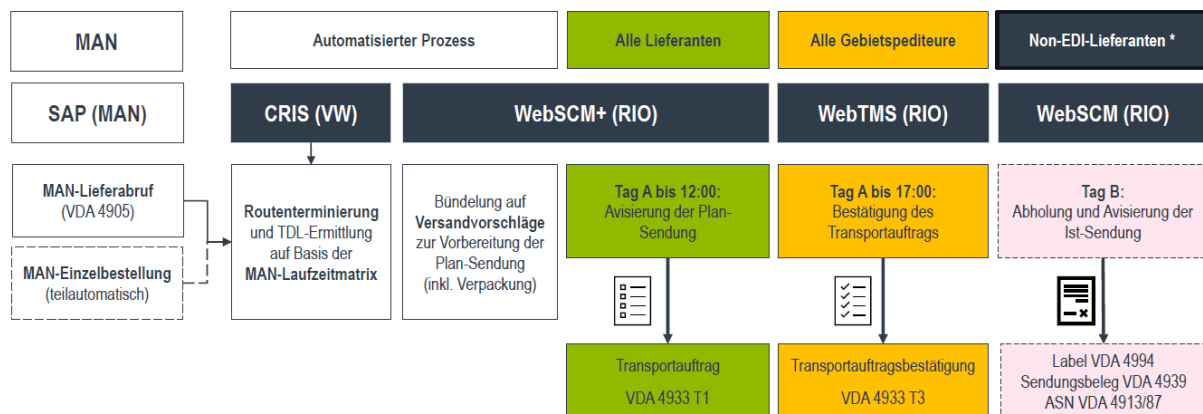 MAN
Automatisierter Prozess
Alle Lieferanten
Alle Gebietspediteure
Non-EDI-Lieferanten *
SAP (MAN)
CRIS (VW)
WebSCM+ (RIO)
WebTMS (RIO)
WebSCM (RIO)
MAN-Lieferabruf
(VDA 4905)
MAN-Einzelbestellung
(teilautomatisch)
Routenterminierung
und TDL-Ermittlung
auf Basis der
MAN-Laufzeitmatrix
Bündelung auf
Versandvorschläge
zur Vorbereitung der
Plan-Sendung
(inkl. Verpackung)
Tag A bis 12:00:
Avisierung der Plan-
Sendung
Tag A bis 17:00:
Bestätigung des
Transportauftrags
Tag B:
Abholung und Avisierung der
Ist-Sendung
Transportauftrag
VDA 4933 T1
Transportauftragsbestätigung
VDA 4933 T3
Label VDA 4994
Sendungsbeleg VDA 4939
ASN VDA 4913/87